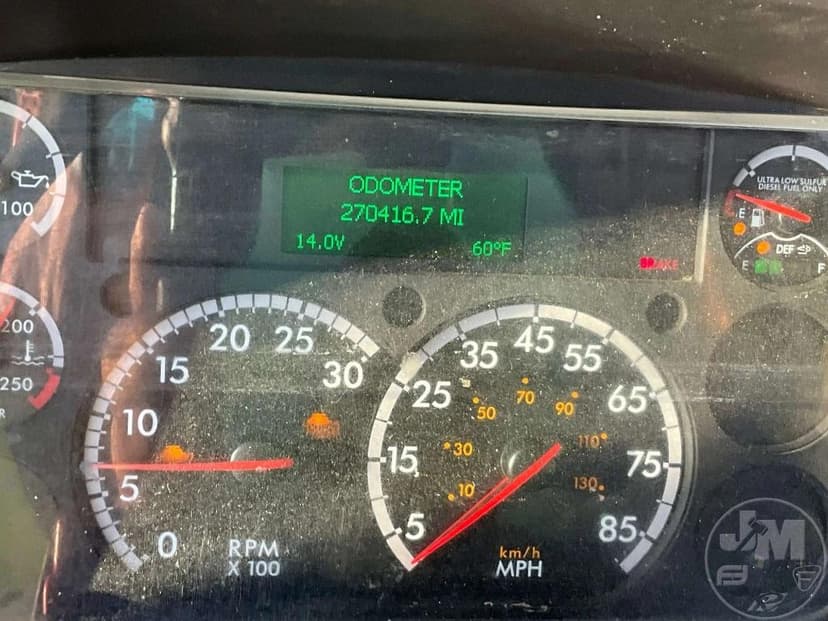 ODOMETER
270416.7 MI
14.0V 60°F
BRAKE
100
200
250
ULTRA LOW SULFUR
DIESEL FUEL ONLY
E
DEF
E F
0 5 10 15 20 25 30
RPM
X 100
5 15 25 35 45 55 65 75 85
10 30 50 70 90 110 130
km/h
MPH
JM